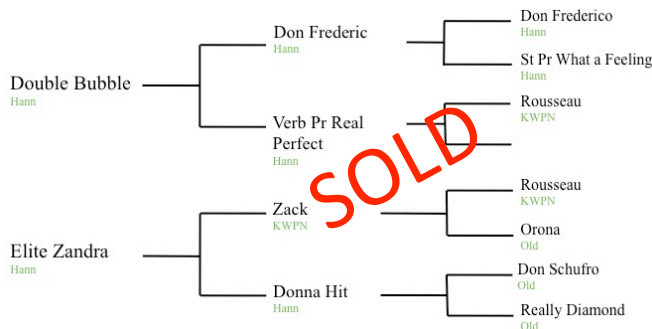 Double Bubble
Hann
Don Frederic
Hann
Don Frederico
Hann
St Pr What a Feeling
Hann
Verb Pr Real
Perfect
Hann
Rousseau
KWPN
SOLD
Elite Zandra
Hann
Zack
KWPN
Rousseau
KWPN
Orona
Old
Donna Hit
Hann
Don Schufro
Old
Really Diamond
Old